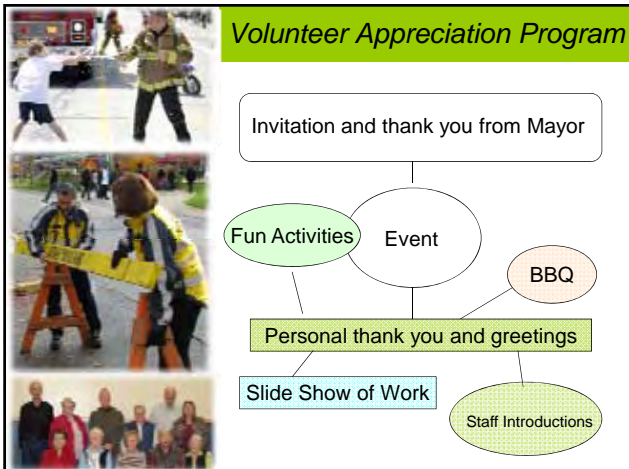 Volunteer Appreciation Program
Invitation and thank you from Mayor
Fun Activities
Event
BBQ
Personal thank you and greetings
Slide Show of Work
Staff Introductions